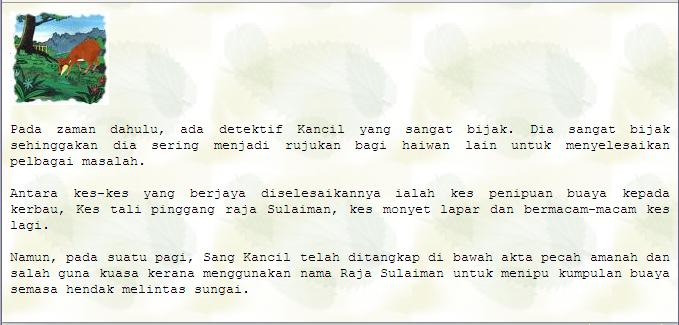 Pada zaman dahulu, ada detektif Kancil yang sangat bijak. Dia sangat bijak
sehinggakan dia sering menjadi rujukan bagi haiwan lain untuk menyelesaikan
pelbagai masalah.
Antara kes-kes yang berjaya diselesaikannya ialah kes penipuan buaya kepada
kerbau, Kes tali pinggang raja Sulaiman, kes monyet lapar dan bermacam-macam kes
lagi.
Namun, pada suatu pagi, Sang Kancil telah ditangkap di bawah akta pecah amanah dan
salah guna kuasa kerana menggunakan nama Raja Sulaiman untuk menipu kumpulan buaya
semasa hendak melintas sungai.